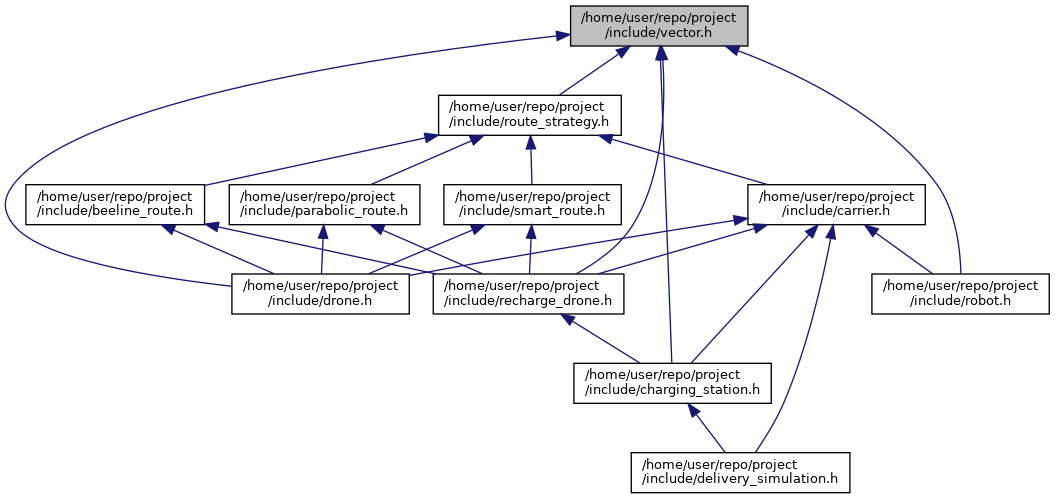 /home/user/repo/project
/include/vector.h
/home/user/repo/project
/include/route_strategy.h
/home/user/repo/project
/include/beeline_route.h
/home/user/repo/project
/include/parabolic_route.h
/home/user/repo/project
/include/smart_route.h
/home/user/repo/project
/include/carrier.h
/home/user/repo/project
/include/drone.h
/home/user/repo/project
/include/recharge_drone.h
/home/user/repo/project
/include/robot.h
/home/user/repo/project
/include/charging_station.h
/home/user/repo/project
/include/delivery_simulation.h